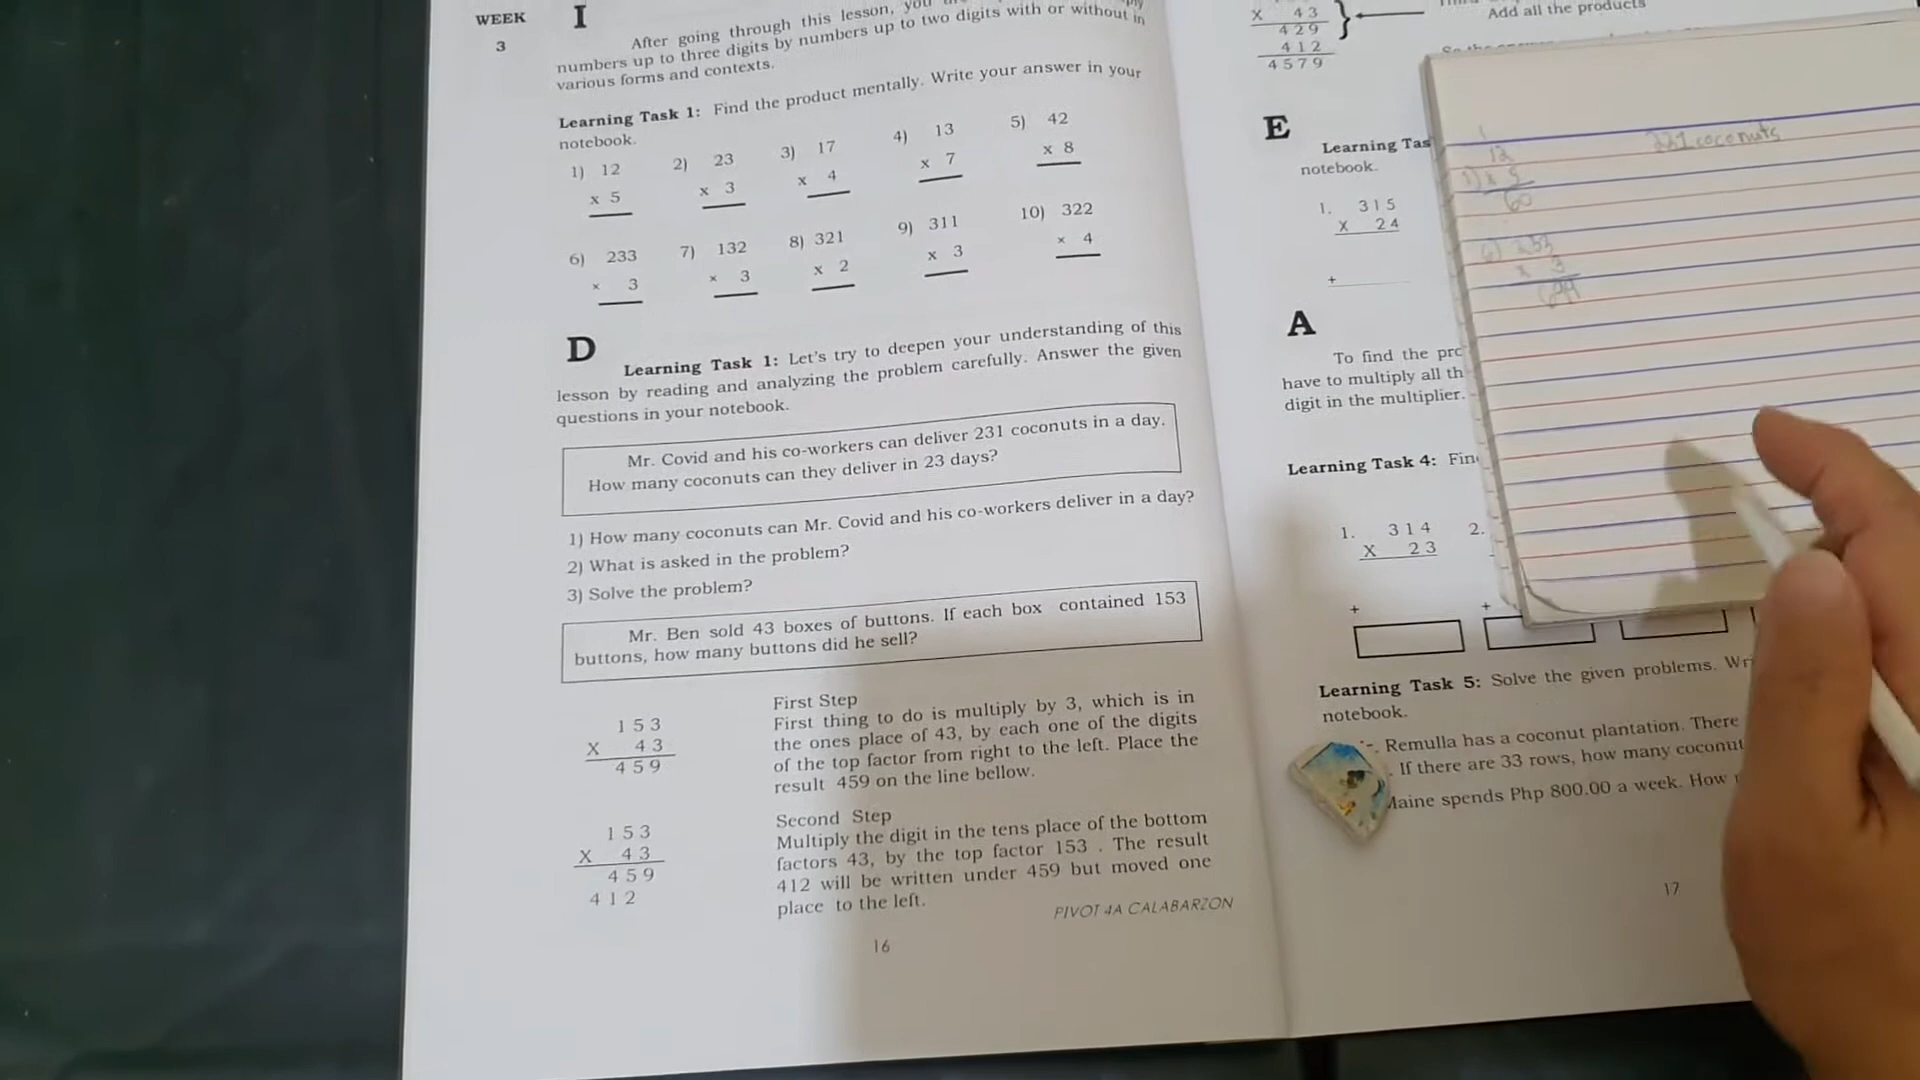 WEEK
3
I
After going through this lesson, you
numbers up to three digits by numbers up to two digits with or without in
various forms and contexts.
Learning Task 1: Find the product mentally. Write your answer in your
notebook.
1) 12 2) 23 3) 17 4) 13 5) 42
x 5 x 3 x 4 x 7 x 8
6) 233 7) 132 8) 321 9) 311 10) 322
x 3 x 3 x 2 x 3 x 4
D
Learning Task 1: Let's try to deepen your understanding of this
lesson by reading and analyzing the problem carefully. Answer the given
questions in your notebook.
Mr. Covid and his co-workers can deliver 231 coconuts in a day.
How many coconuts can they deliver in 23 days?
1) How many coconuts can Mr. Covid and his co-workers deliver in a day?
2) What is asked in the problem?
3) Solve the problem?
Mr. Ben sold 43 boxes of buttons. If each box contained 153
buttons, how many buttons did he sell?
First Step
First thing to do is multiply by 3, which is in
the ones place of 43, by each one of the digits
of the top factor from right to the left. Place the
result 459 on the line bellow.
153
X 43
459
Second Step
Multiply the digit in the tens place of the bottom
factors 43, by the top factor 153 . The result
412 will be written under 459 but moved one
place to the left.
153
X 43
459
412
PIVOT 4A CALABARZON
16
X 43
429
412
4579
Add all the products
E
Learning Tas
notebook.
1. 315
X 24
+
A
To find the pr
have to multiply all th
digit in the multiplier.
Learning Task 4: Fin
1. 314 2.
X 23
+ +
Learning Task 5: Solve the given problems. Wr
notebook.
. Remulla has a coconut plantation. There
. If there are 33 rows, how many coconut
Maine spends Php 800.00 a week. How
17
1
12
1) x 5
60
6) 233
x 3
699
coconuts